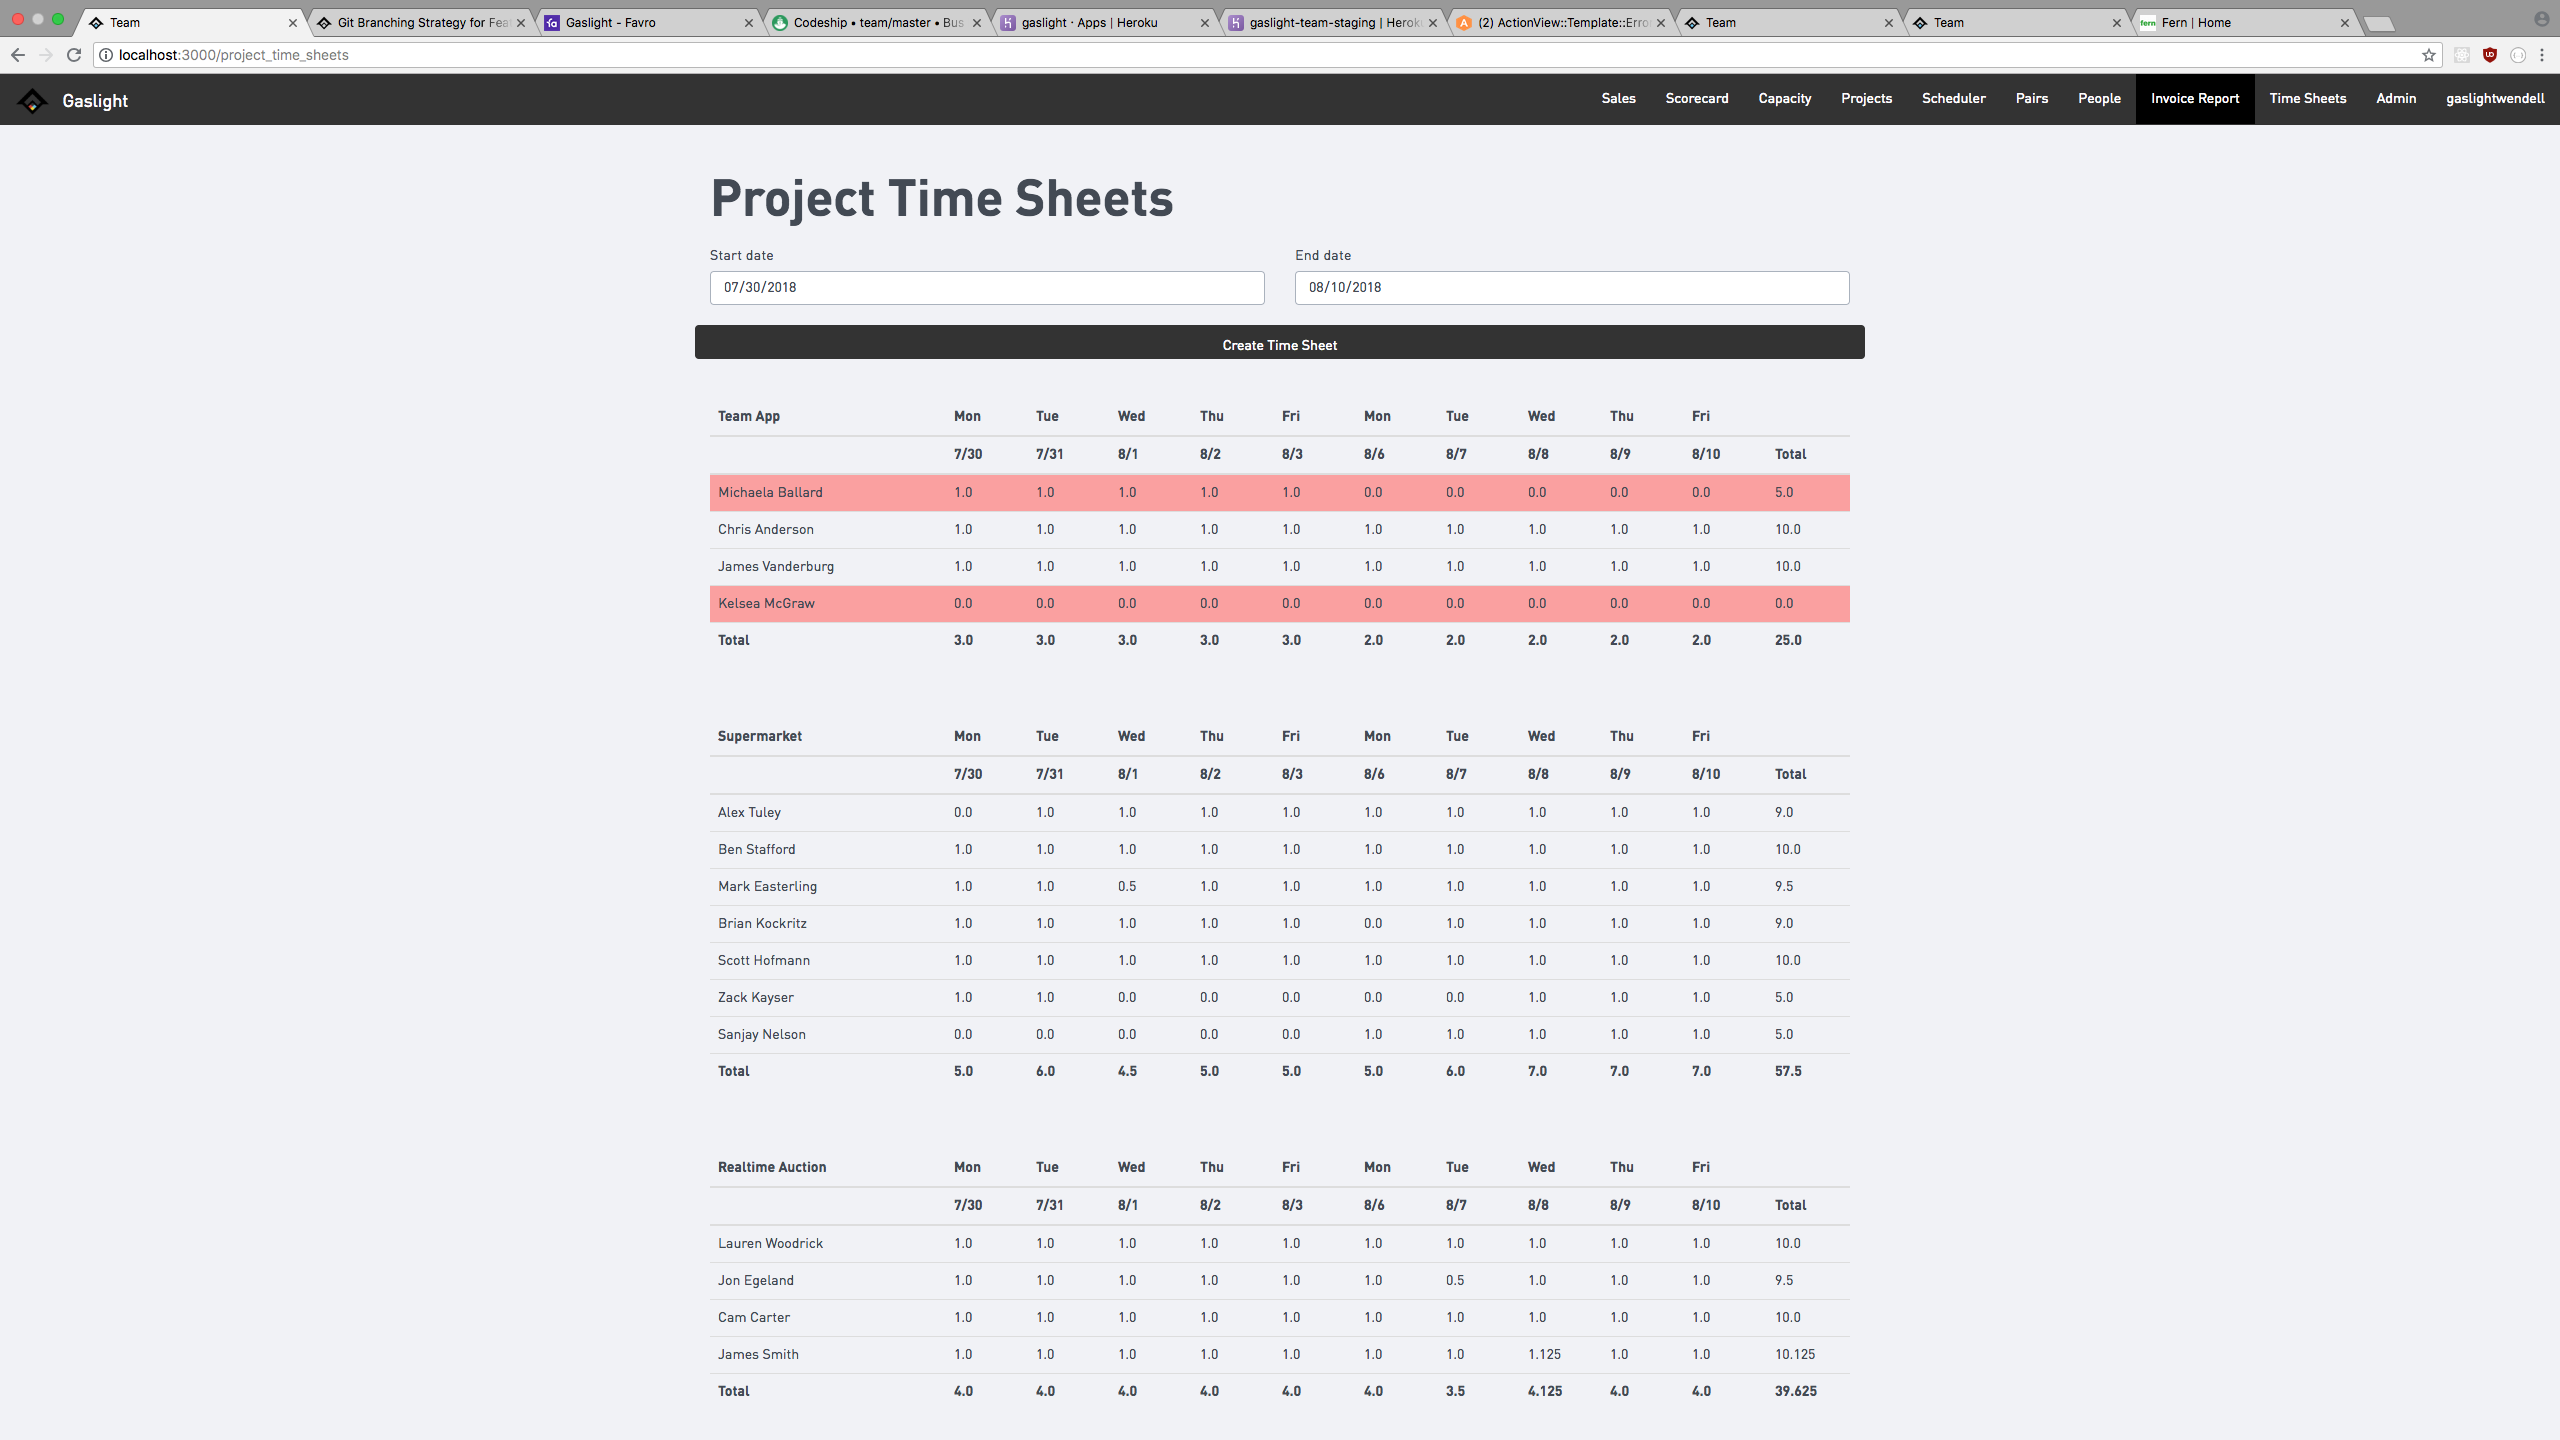 Team
Git Branching Strategy for Fea
Gaslight - Favro
Codeship • team/master • Bus
gaslight · Apps | Heroku
gaslight-team-staging | Herok
(2) ActionView::Template::Erro
Team
Team
Fern | Home
localhost:3000/project_time_sheets
Gaslight
Sales Scorecard Capacity Projects Scheduler Pairs People Invoice Report Time Sheets Admin gaslightwendell
Project Time Sheets
Start date End date
07/30/2018 08/10/2018
Create Time Sheet
Team App Mon Tue Wed Thu Fri Mon Tue Wed Thu Fri
7/30 7/31 8/1 8/2 8/3 8/6 8/7 8/8 8/9 8/10 Total
Michaela Ballard 1.0 1.0 1.0 1.0 1.0 0.0 0.0 0.0 0.0 0.0 5.0
Chris Anderson 1.0 1.0 1.0 1.0 1.0 1.0 1.0 1.0 1.0 1.0 10.0
James Vanderburg 1.0 1.0 1.0 1.0 1.0 1.0 1.0 1.0 1.0 1.0 10.0
Kelsea McGraw 0.0 0.0 0.0 0.0 0.0 0.0 0.0 0.0 0.0 0.0 0.0
Total 3.0 3.0 3.0 3.0 3.0 2.0 2.0 2.0 2.0 2.0 25.0
Supermarket Mon Tue Wed Thu Fri Mon Tue Wed Thu Fri
7/30 7/31 8/1 8/2 8/3 8/6 8/7 8/8 8/9 8/10 Total
Alex Tuley 0.0 1.0 1.0 1.0 1.0 1.0 1.0 1.0 1.0 1.0 9.0
Ben Stafford 1.0 1.0 1.0 1.0 1.0 1.0 1.0 1.0 1.0 1.0 10.0
Mark Easterling 1.0 1.0 0.5 1.0 1.0 1.0 1.0 1.0 1.0 1.0 9.5
Brian Kockritz 1.0 1.0 1.0 1.0 1.0 0.0 1.0 1.0 1.0 1.0 9.0
Scott Hofmann 1.0 1.0 1.0 1.0 1.0 1.0 1.0 1.0 1.0 1.0 10.0
Zack Kayser 1.0 1.0 0.0 0.0 0.0 0.0 0.0 1.0 1.0 1.0 5.0
Sanjay Nelson 0.0 0.0 0.0 0.0 0.0 1.0 1.0 1.0 1.0 1.0 5.0
Total 5.0 6.0 4.5 5.0 5.0 5.0 6.0 7.0 7.0 7.0 57.5
Realtime Auction Mon Tue Wed Thu Fri Mon Tue Wed Thu Fri
7/30 7/31 8/1 8/2 8/3 8/6 8/7 8/8 8/9 8/10 Total
Lauren Woodrick 1.0 1.0 1.0 1.0 1.0 1.0 1.0 1.0 1.0 1.0 10.0
Jon Egeland 1.0 1.0 1.0 1.0 1.0 1.0 0.5 1.0 1.0 1.0 9.5
Cam Carter 1.0 1.0 1.0 1.0 1.0 1.0 1.0 1.0 1.0 1.0 10.0
James Smith 1.0 1.0 1.0 1.0 1.0 1.0 1.0 1.125 1.0 1.0 10.125
Total 4.0 4.0 4.0 4.0 4.0 4.0 3.5 4.125 4.0 4.0 39.625